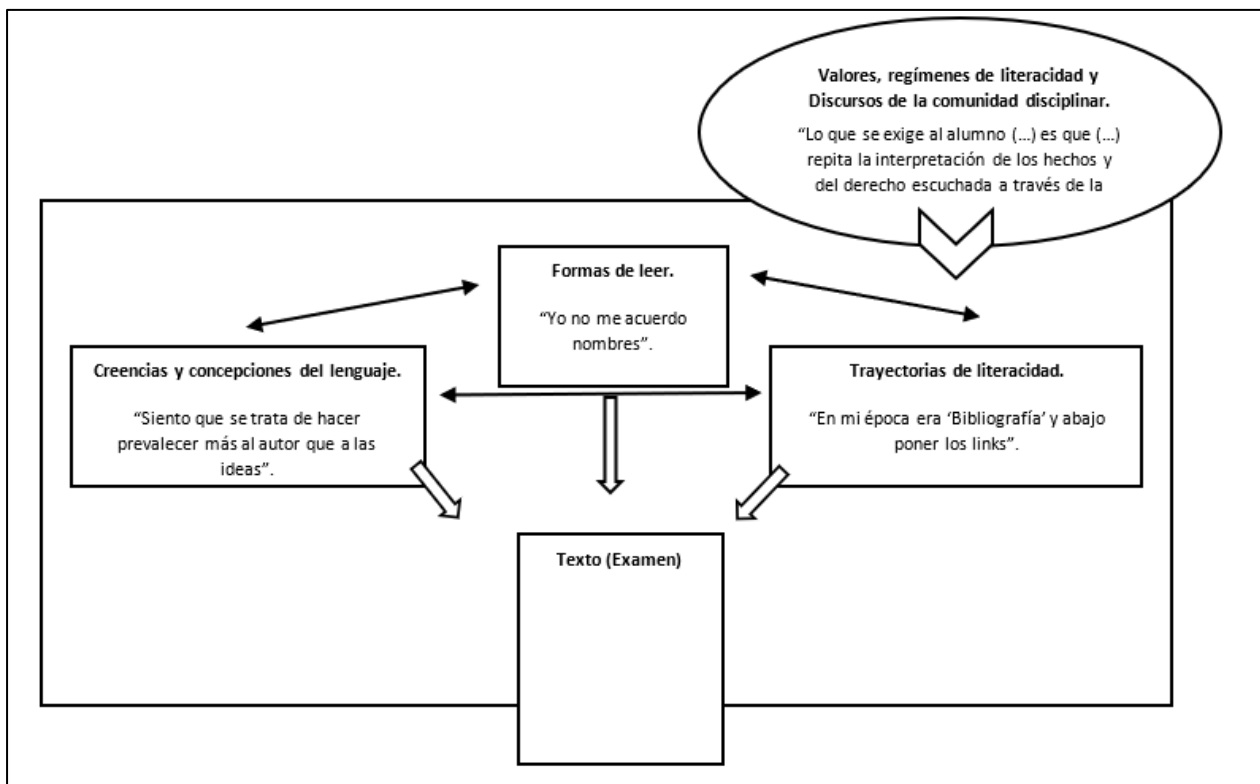 Valores, regímenes de literacidad y
Discursos de la comunidad disciplinar.
“Lo que se exige al alumno (…) es que (…)
repita la interpretación de los hechos y
del derecho escuchada a través de la
Formas de leer.
“Yo no me acuerdo
nombres”.
Creencias y concepciones del lenguaje.
“Siento que se trata de hacer
prevalecer más al autor que a las
ideas”.
Trayectorias de literacidad.
“En mi época era ‘Bibliografía’ y abajo
poner los links”.
Texto (Examen)